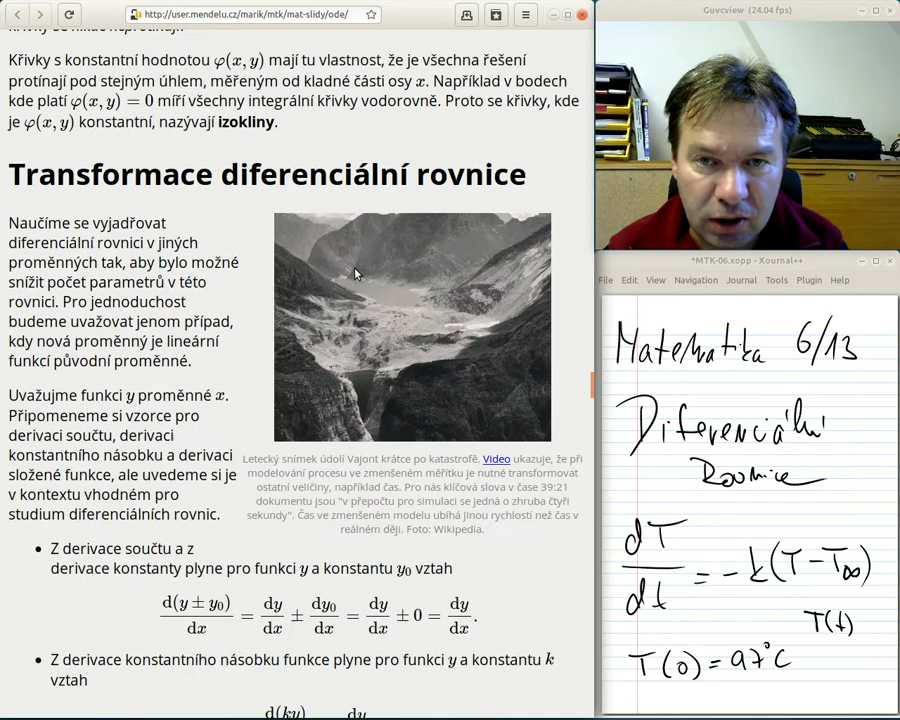 http://user.mendelu.cz/marik/mtk/mat-slidy/ode/
Křivky s konstantní hodnotou φ(x, y) mají tu vlastnost, že je všechna řešení
protínají pod stejným úhlem, měřeným od kladné části osy x. Například v bodech
kde platí φ(x, y) = 0 míří všechny integrální křivky vodorovně. Proto se křivky, kde
je φ(x, y) konstantní, nazývají izokliny.
Transformace diferenciální rovnice
Naučíme se vyjadřovat
diferenciální rovnici v jiných
proměnných tak, aby bylo možné
snížit počet parametrů v této
rovnici. Pro jednoduchost
budeme uvažovat jenom případ,
kdy nová proměnný je lineární
funkcí původní proměnné.
Uvažujme funkci y proměnné x.
Připomeneme si vzorce pro
derivaci součtu, derivaci
konstantního násobku a derivaci
složené funkce, ale uvedeme si je
v kontextu vhodném pro
studium diferenciálních rovnic.
Letecký snímek údolí Vajont krátce po katastrofě. Video ukazuje, že při
modelování procesu ve zmenšeném měřítku je nutné transformovat
ostatní veličiny, například čas. Pro nás klíčová slova v čase 39:21
dokumentu jsou "v přepočtu pro simulaci se jedná o zhruba čtyři
sekundy". Čas ve zmenšeném modelu ubíhá jinou rychlostí než čas v
reálném ději. Foto: Wikipedia.
• Z derivace součtu a z
derivace konstanty plyne pro funkci y a konstantu y₀ vztah
d(y ± y₀)/dx = dy/dx ± dy₀/dx = dy/dx ± 0 = dy/dx.
• Z derivace konstantního násobku funkce plyne pro funkci y a konstantu k
vztah
d(ky) dy
Guvcview (24.04 fps)
*MTK-06.xopp - Xournal++
File Edit View Navigation Journal Tools Plugin Help
Matematika 6/13
Diferenciální
Rovnice
dT/dt = -k(T-T∞)
T(t)
T(0) = 97°C